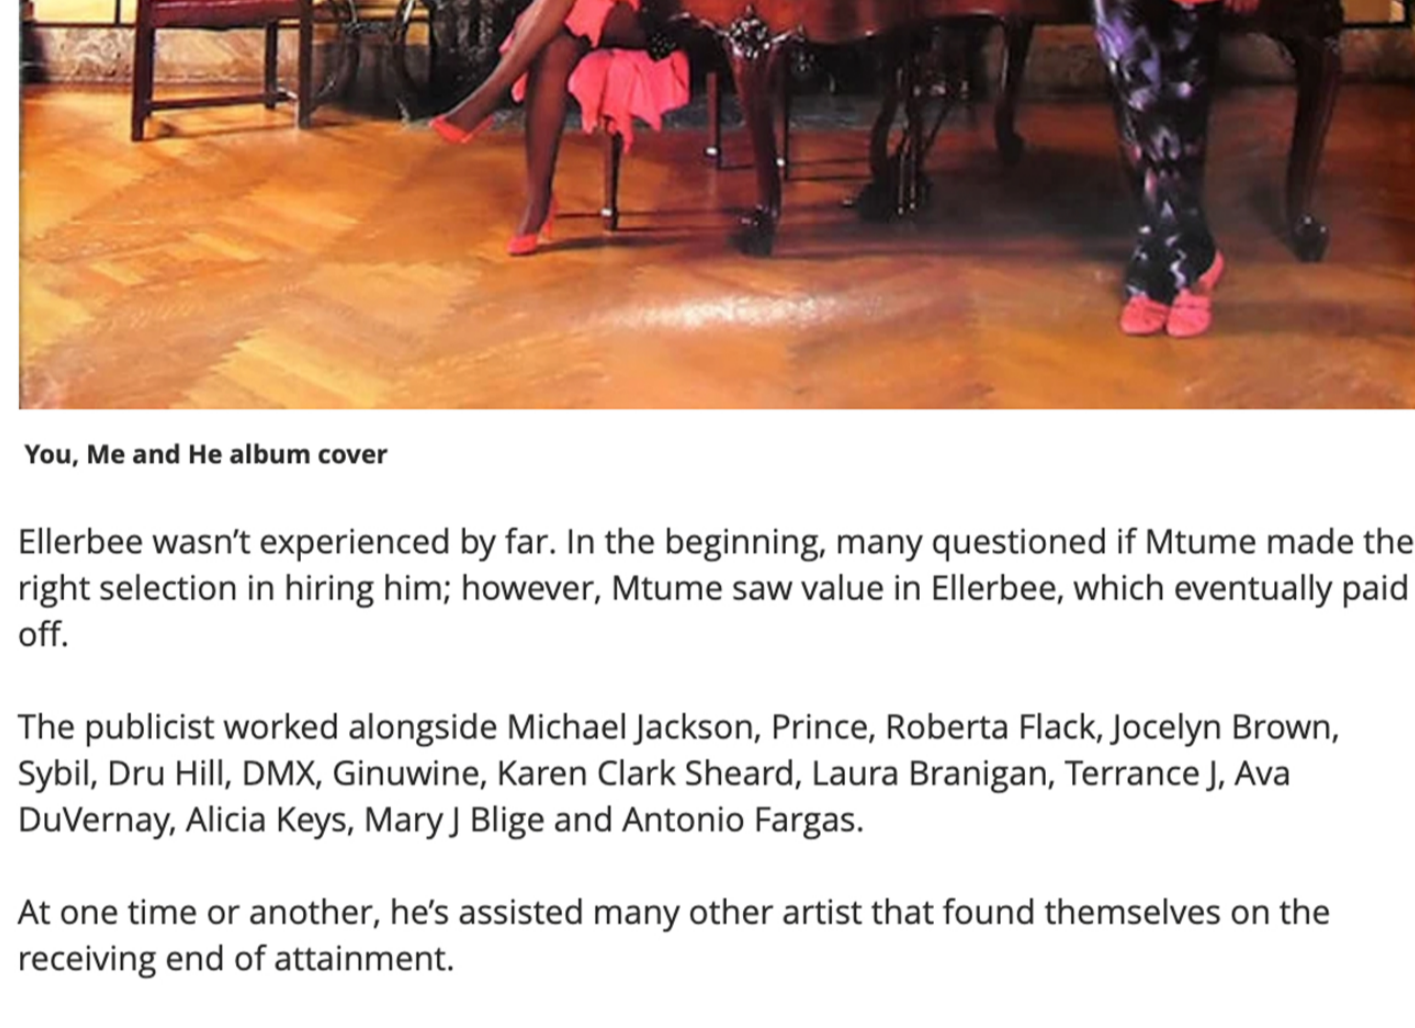 You, Me and He album cover
Ellerbee wasn’t experienced by far. In the beginning, many questioned if Mtume made the
right selection in hiring him; however, Mtume saw value in Ellerbee, which eventually paid
off.
The publicist worked alongside Michael Jackson, Prince, Roberta Flack, Jocelyn Brown,
Sybil, Dru Hill, DMX, Ginuwine, Karen Clark Sheard, Laura Branigan, Terrance J, Ava
DuVernay, Alicia Keys, Mary J Blige and Antonio Fargas.
At one time or another, he’s assisted many other artist that found themselves on the
receiving end of attainment.